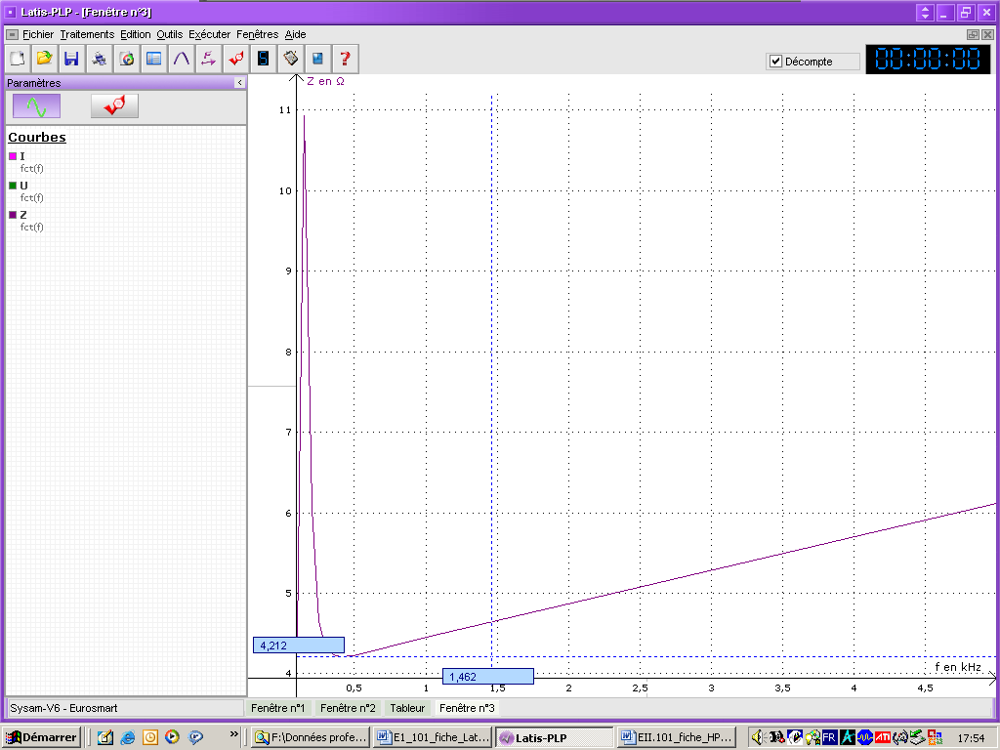 Latis-PLP - [Fenêtre n°3]
Fichier Traitements Edition Outils Exécuter Fenêtres Aide
Décompte
00:00:00
Paramètres
Courbes
I
fct(f)
U
fct(f)
Z
fct(f)
Z en Ω
11
10
9
8
7
6
5
4,212
4
1,462
f en kHz
0,5 1 1,5 2 2,5 3 3,5 4 4,5
Sysam-V6 - Eurosmart
Fenêtre n°1 Fenêtre n°2 Tableur Fenêtre n°3
Démarrer
F:\Données profe...
E1_101_fiche_Lat...
Latis-PLP
EII.101_fiche_HP...
FR
ATI
17:54